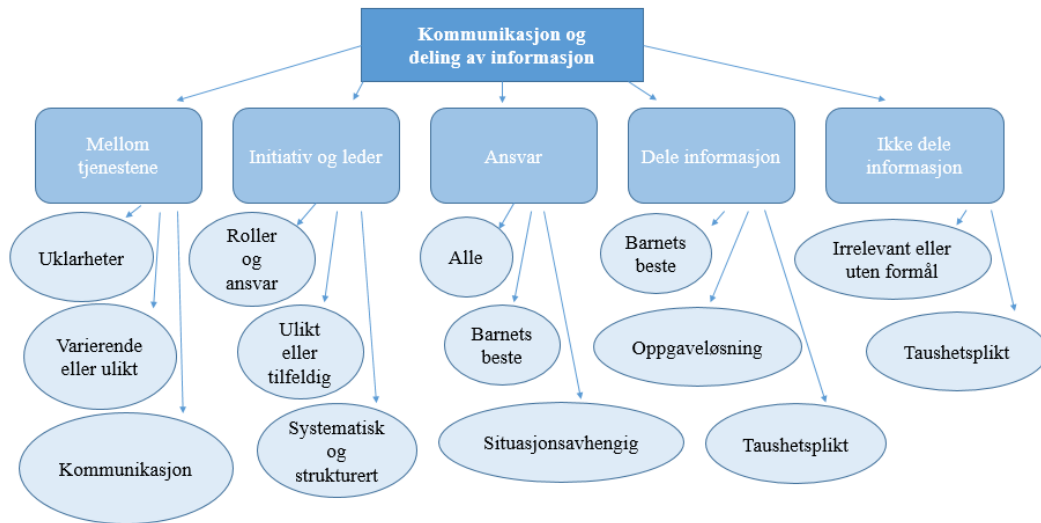 Kommunikasjon og
deling av informasjon
Mellom
tjenestene
Initiativ og leder
Ansvar
Dele informasjon
Ikke dele
informasjon
Uklarheter
Varierende
eller ulikt
Kommunikasjon
Roller
og
ansvar
Ulikt
eller
tilfeldig
Systematisk
og
strukturert
Alle
Barnets
beste
Situasjonsavhengig
Barnets
beste
Oppgaveløsning
Taushetsplikt
Irrelevant eller
uten formål
Taushetsplikt